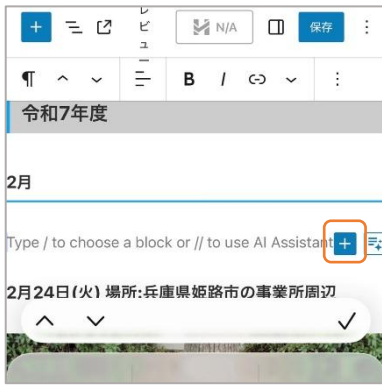 レビュー
N/A
保存
B I
令和7年度
2月
Type / to choose a block or // to use AI Assistant
2月24日(火) 場所:兵庫県姫路市の事業所周辺